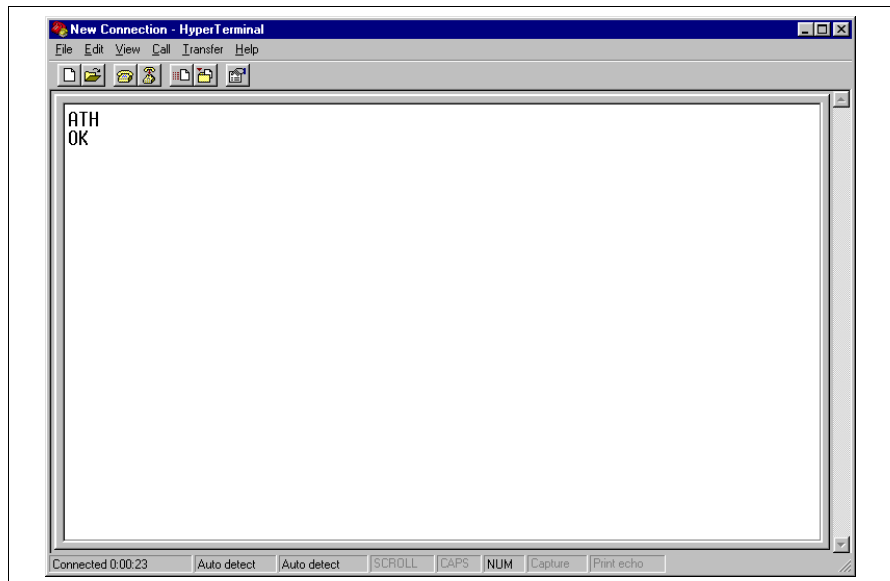 New Connection - HyperTerminal
File Edit View Call Transfer Help
ATH
OK
Connected 0:00:23 Auto detect Auto detect SCROLL CAPS NUM Capture Print echo